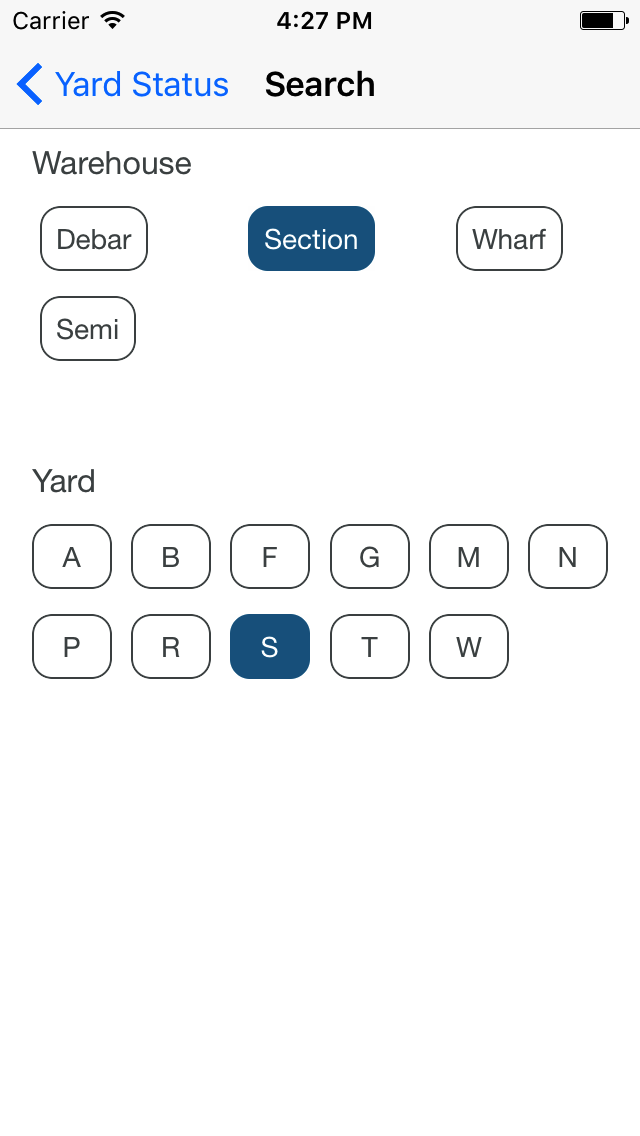 Carrier 4:27 PM
Yard Status Search
Warehouse
Debar Section Wharf
Semi
Yard
A B F G M N
P R S T W